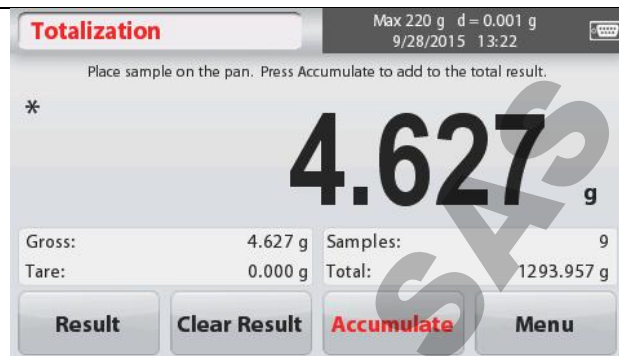 Totalization
Max 220 g d = 0.001 g
9/28/2015 13:22
Place sample on the pan. Press Accumulate to add to the total result.
*
4.627 g
Gross: 4.627 g
Tare: 0.000 g
Samples: 9
Total: 1293.957 g
Result
Clear Result
Accumulate
Menu
SAS